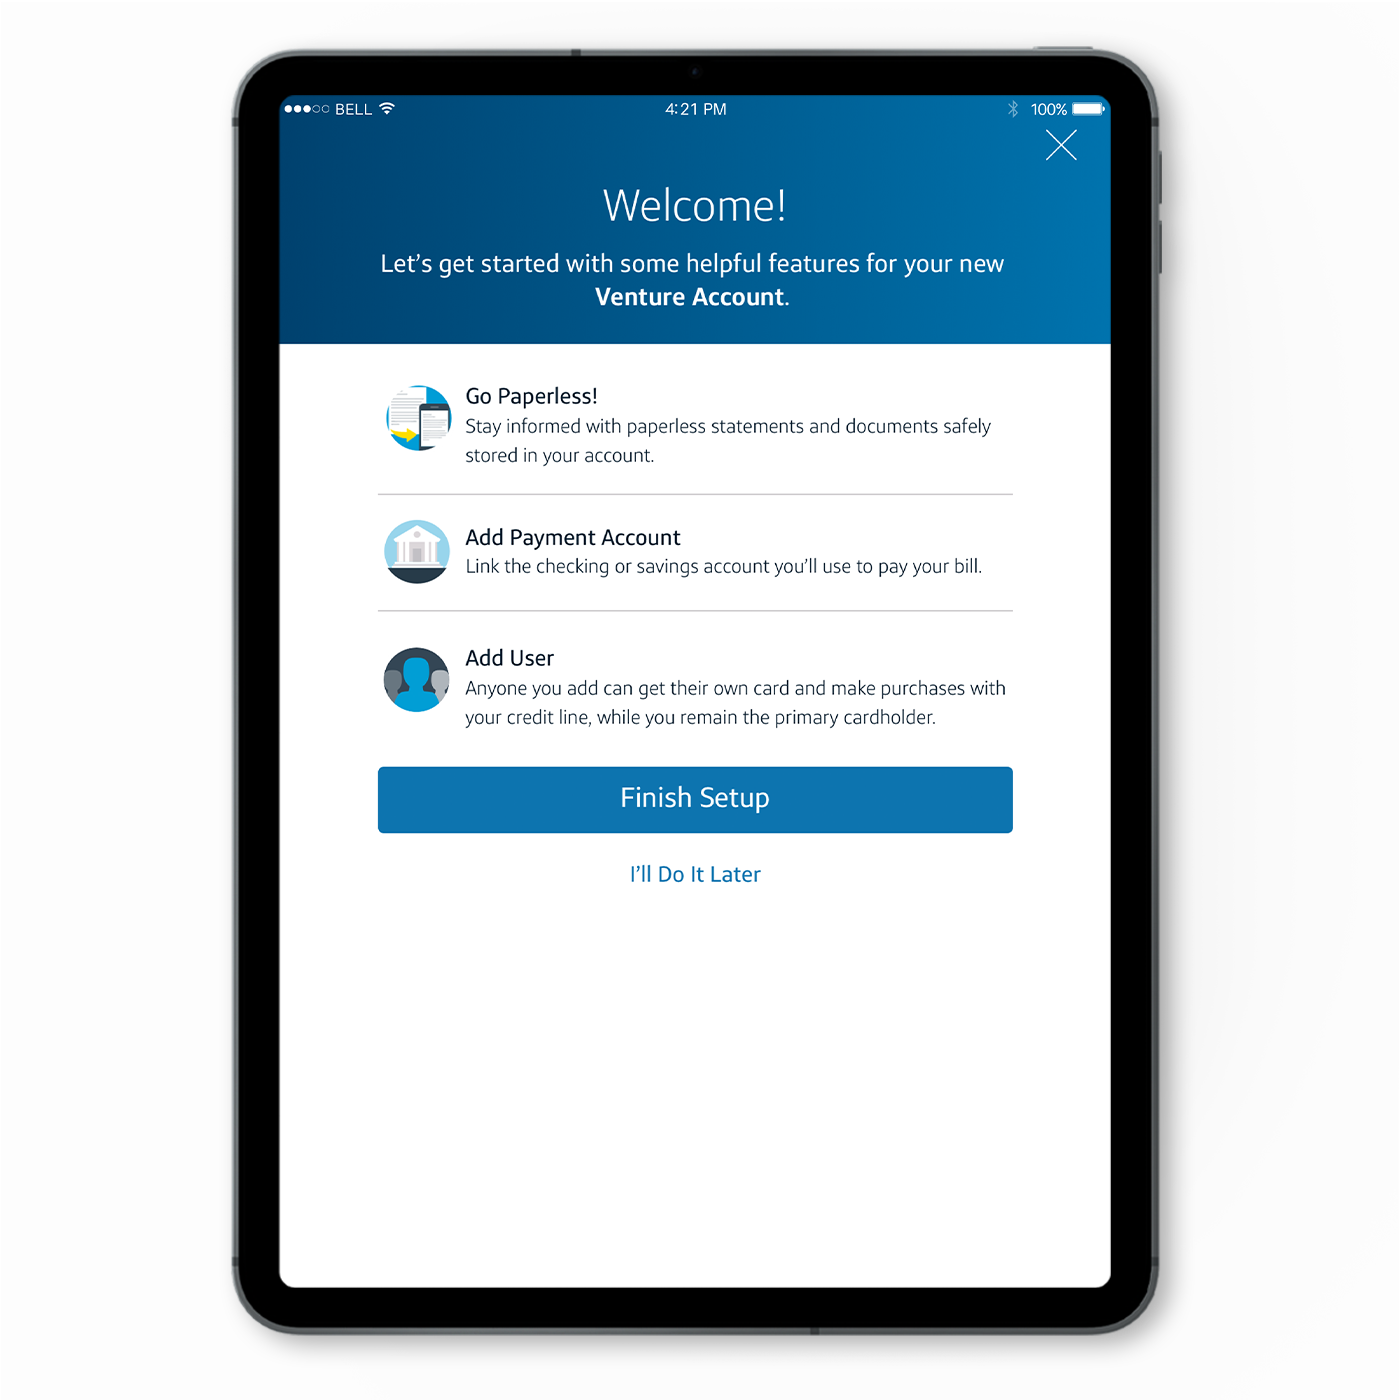 BELL
4:21 PM
100%
Welcome!
Let’s get started with some helpful features for your new
Venture Account.
Go Paperless!
Stay informed with paperless statements and documents safely
stored in your account.
Add Payment Account
Link the checking or savings account you’ll use to pay your bill.
Add User
Anyone you add can get their own card and make purchases with
your credit line, while you remain the primary cardholder.
Finish Setup
I’ll Do It Later